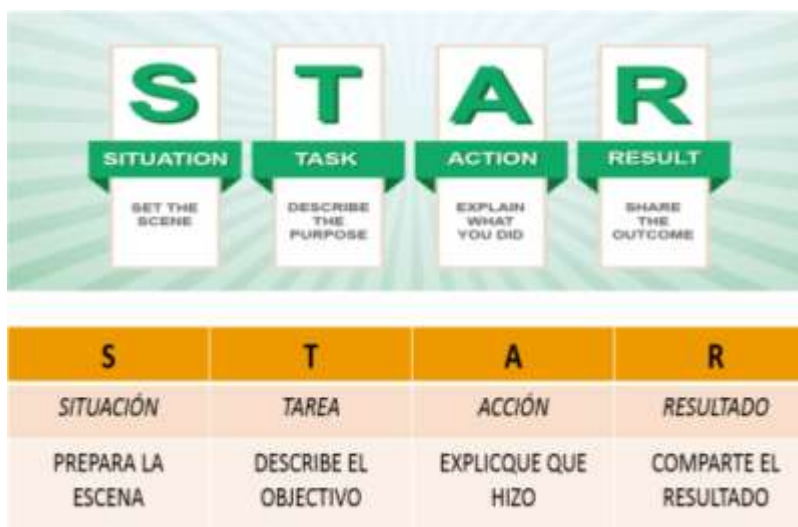 S T A R
SITUATION TASK ACTION RESULT
SET THE DESCRIBE EXPLAIN SHARE
SCENE THE WHAT THE
PURPOSE YOU DID OUTCOME
S T A R
SITUACIÓN TAREA ACCIÓN RESULTADO
PREPARA LA DESCRIBE EL EXPLICQUE QUE COMPARTE EL
ESCENA OBJECTIVO HIZO RESULTADO